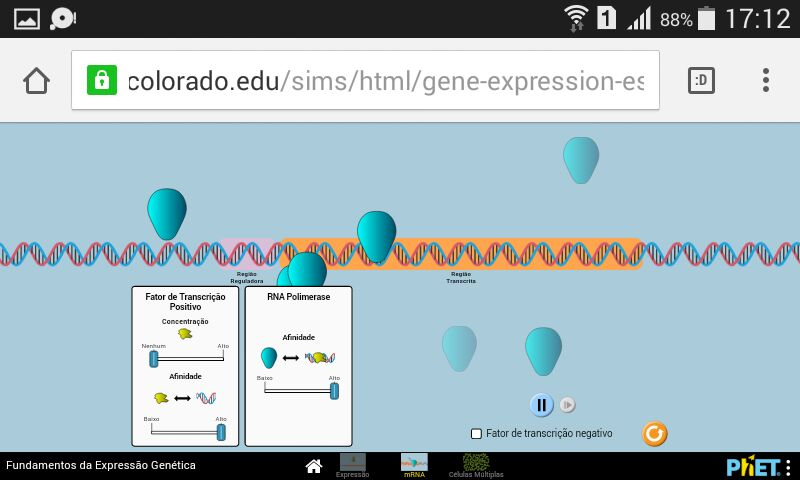 1
88%
17:12
colorado.edu/sims/html/gene-expression-es
:D
Região
Reguladora
Região
Transcrita
Fator de Transcrição
Positivo
Concentração
Nenhum
Alto
Afinidade
Baixo
Alto
RNA Polimerase
Afinidade
Baixo
Alto
Fator de transcrição negativo
Fundamentos da Expressão Genética
Expressão
mRNA
Células Múltiplas
PhET